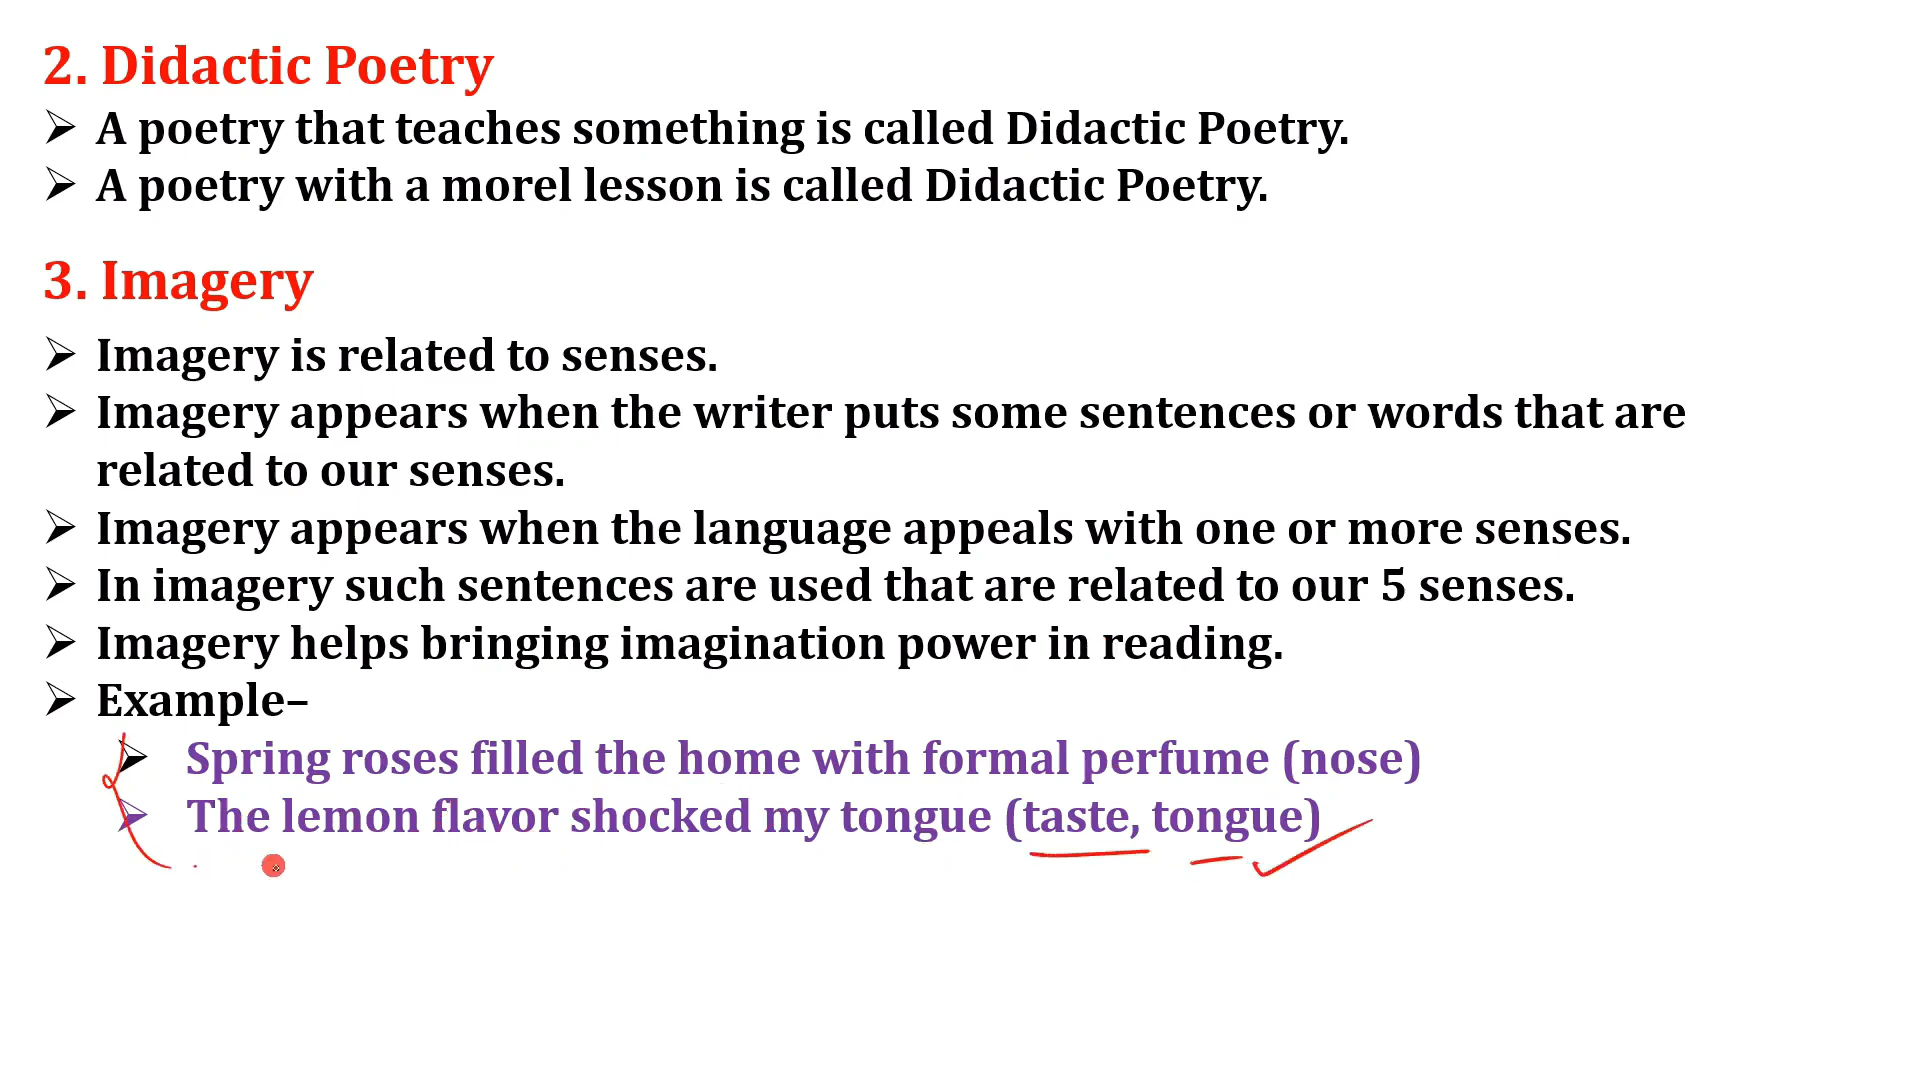 2. Didactic Poetry
➢ A poetry that teaches something is called Didactic Poetry.
➢ A poetry with a morel lesson is called Didactic Poetry.
3. Imagery
➢ Imagery is related to senses.
➢ Imagery appears when the writer puts some sentences or words that are
related to our senses.
➢ Imagery appears when the language appeals with one or more senses.
➢ In imagery such sentences are used that are related to our 5 senses.
➢ Imagery helps bringing imagination power in reading.
➢ Example–
➢ Spring roses filled the home with formal perfume (nose)
➢ The lemon flavor shocked my tongue (taste, tongue)